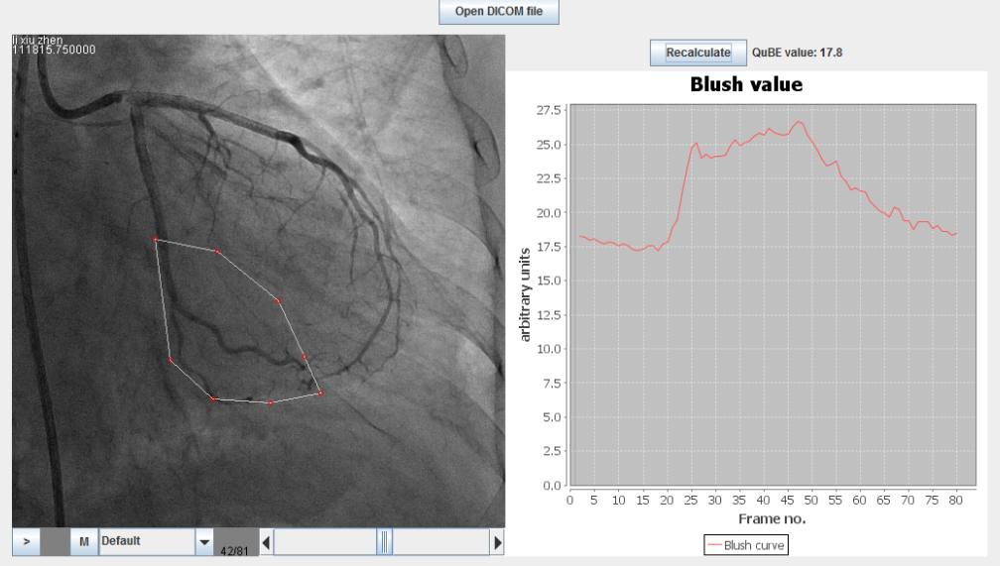 Open DICOM file
li xiu zhen
111815.750000
Recalculate QuBE value: 17.8
Blush value
27.5
25.0
22.5
20.0
17.5
15.0
12.5
10.0
7.5
5.0
2.5
0.0
arbitrary units
0 5 10 15 20 25 30 35 40 45 50 55 60 65 70 75 80
Frame no.
Blush curve
> M Default 42/81